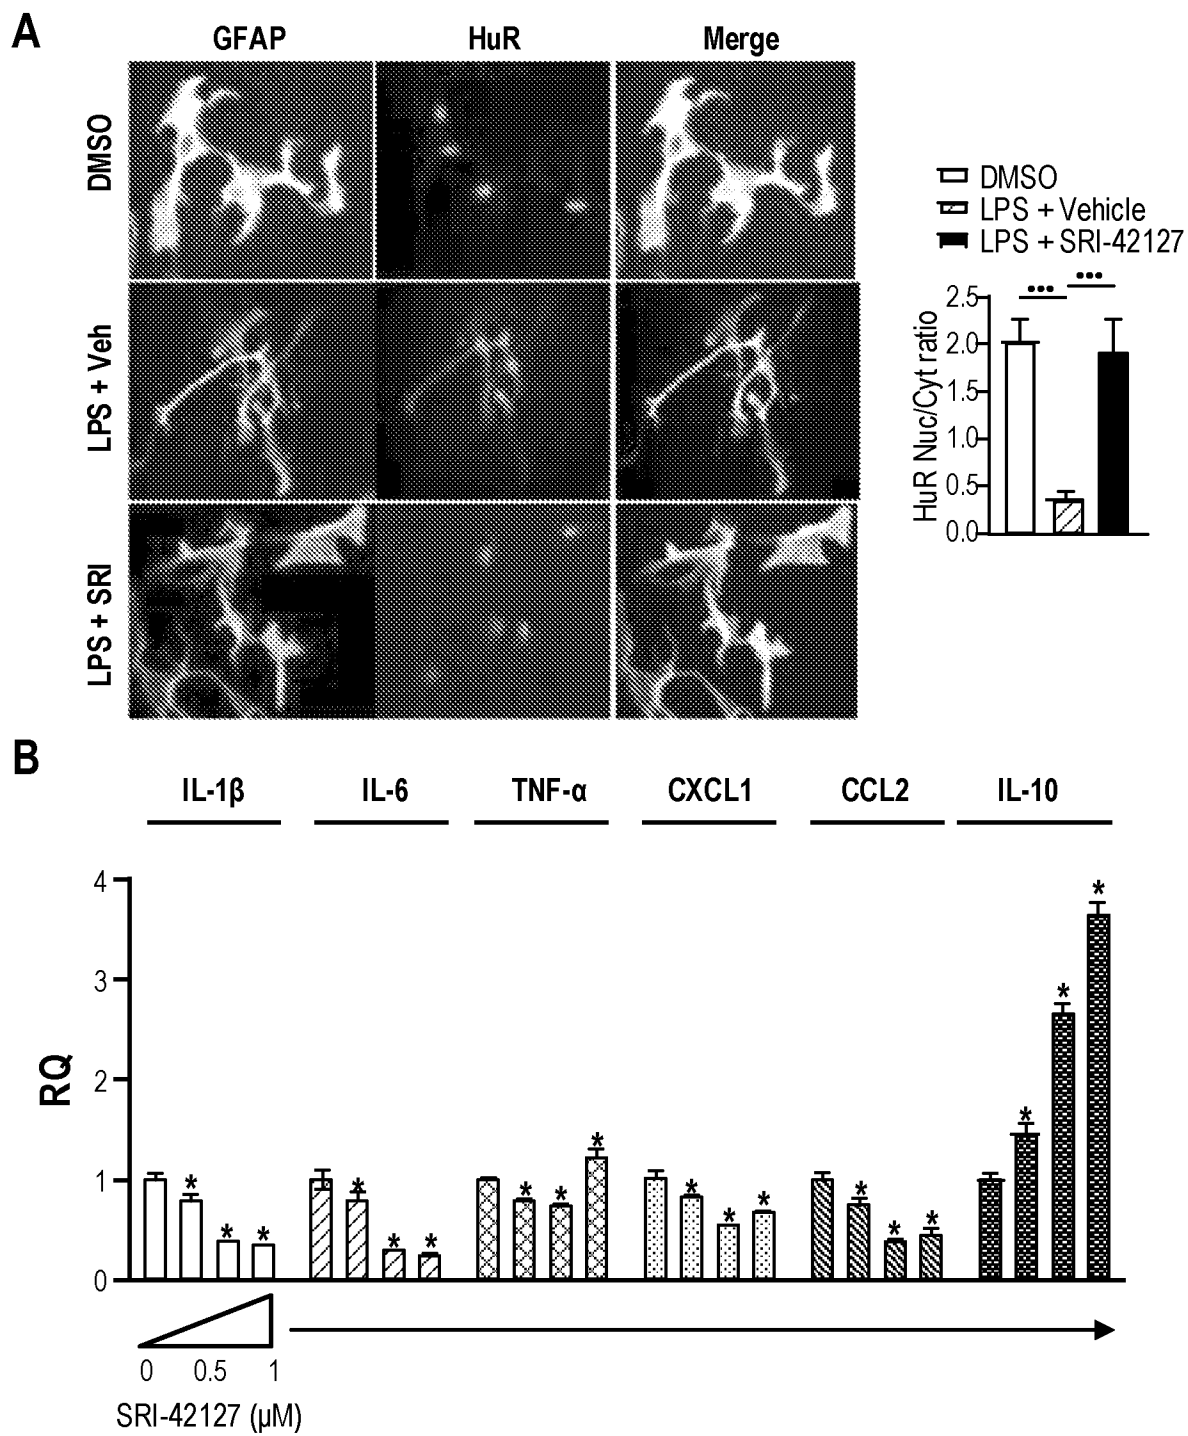 A
GFAP HuR Merge
DMSO
LPS + Veh
LPS + SRI
DMSO
LPS + Vehicle
LPS + SRI-42127
HuR Nuc/Cyt ratio
•••
•••
2.5
2.0
1.5
1.0
0.5
0.0
B
IL-1β IL-6 TNF-α CXCL1 CCL2 IL-10
RQ
4
3
2
1
0
* * * * * * * * * * * * * * * * * *
0 0.5 1
SRI-42127 (µM)